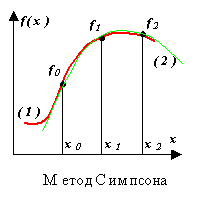 f(x)
f1
f2
f0
(2)
(1)
x
x0
x1
x2
Метод Симпсона